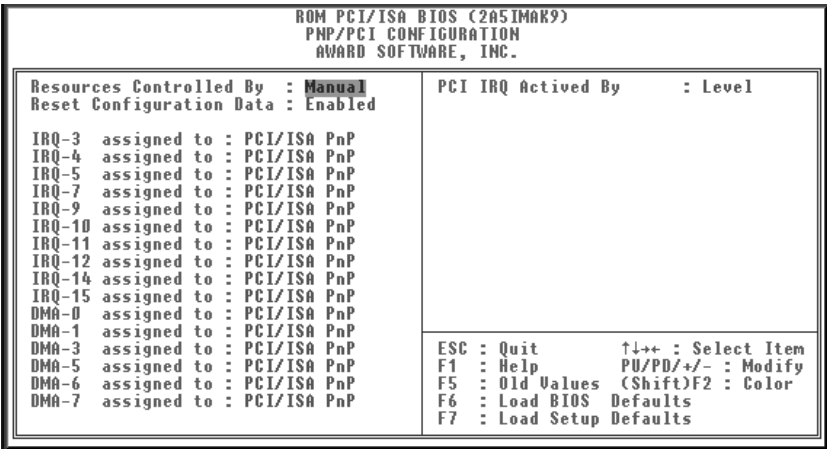 ROM PCI/ISA BIOS (2A5IMAK9)
PNP/PCI CONFIGURATION
AWARD SOFTWARE, INC.
Resources Controlled By : Manual
Reset Configuration Data : Enabled
IRQ-3 assigned to : PCI/ISA PnP
IRQ-4 assigned to : PCI/ISA PnP
IRQ-5 assigned to : PCI/ISA PnP
IRQ-7 assigned to : PCI/ISA PnP
IRQ-9 assigned to : PCI/ISA PnP
IRQ-10 assigned to : PCI/ISA PnP
IRQ-11 assigned to : PCI/ISA PnP
IRQ-12 assigned to : PCI/ISA PnP
IRQ-14 assigned to : PCI/ISA PnP
IRQ-15 assigned to : PCI/ISA PnP
DMA-0 assigned to : PCI/ISA PnP
DMA-1 assigned to : PCI/ISA PnP
DMA-3 assigned to : PCI/ISA PnP
DMA-5 assigned to : PCI/ISA PnP
DMA-6 assigned to : PCI/ISA PnP
DMA-7 assigned to : PCI/ISA PnP
PCI IRQ Actived By : Level
ESC : Quit ↑↓→← : Select Item
F1 : Help PU/PD/+/- : Modify
F5 : Old Values (Shift)F2 : Color
F6 : Load BIOS Defaults
F7 : Load Setup Defaults